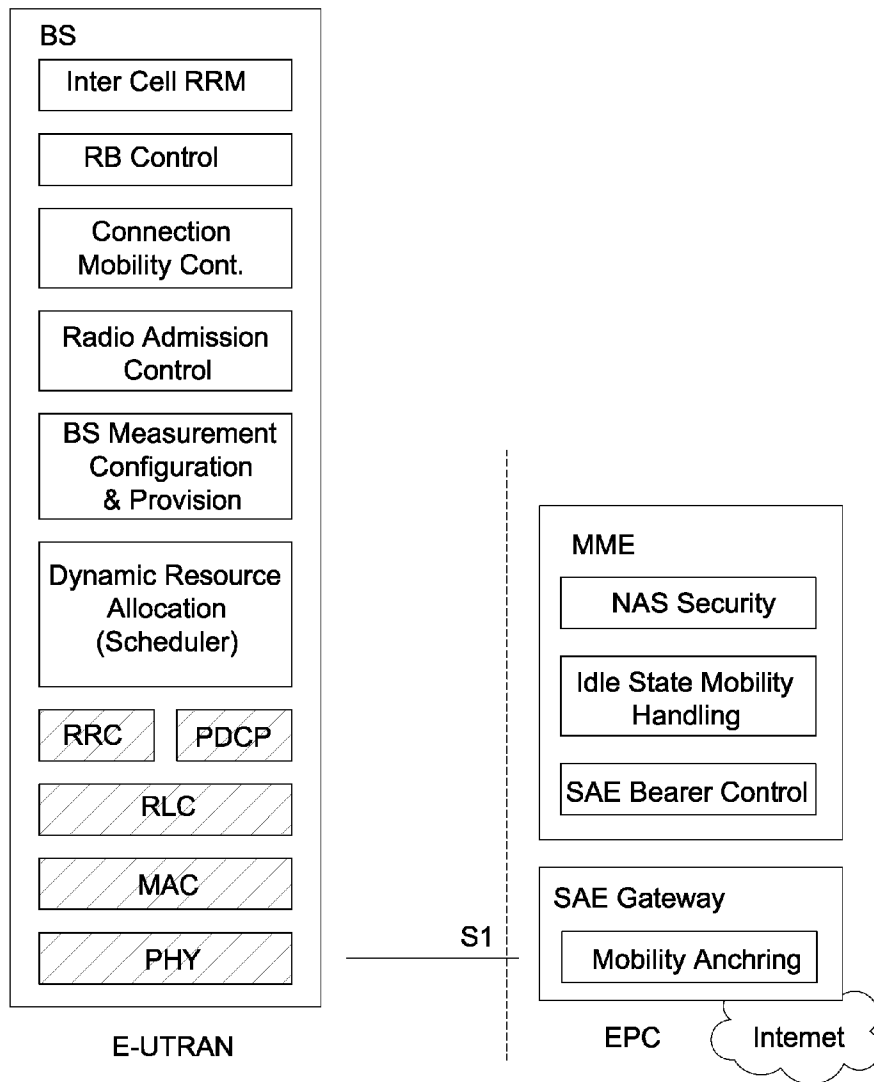 BS
Inter Cell RRM
RB Control
Connection
Mobility Cont.
Radio Admission
Control
BS Measurement
Configuration
& Provision
Dynamic Resource
Allocation
(Scheduler)
RRC
PDCP
RLC
MAC
PHY
E-UTRAN
S1
MME
NAS Security
Idle State Mobility
Handling
SAE Bearer Control
SAE Gateway
Mobility Anchring
EPC
Internet